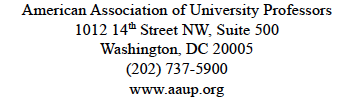 American Association of University Professors
1012 14th Street NW, Suite 500
Washington, DC 20005
(202) 737-5900
www.aaup.org